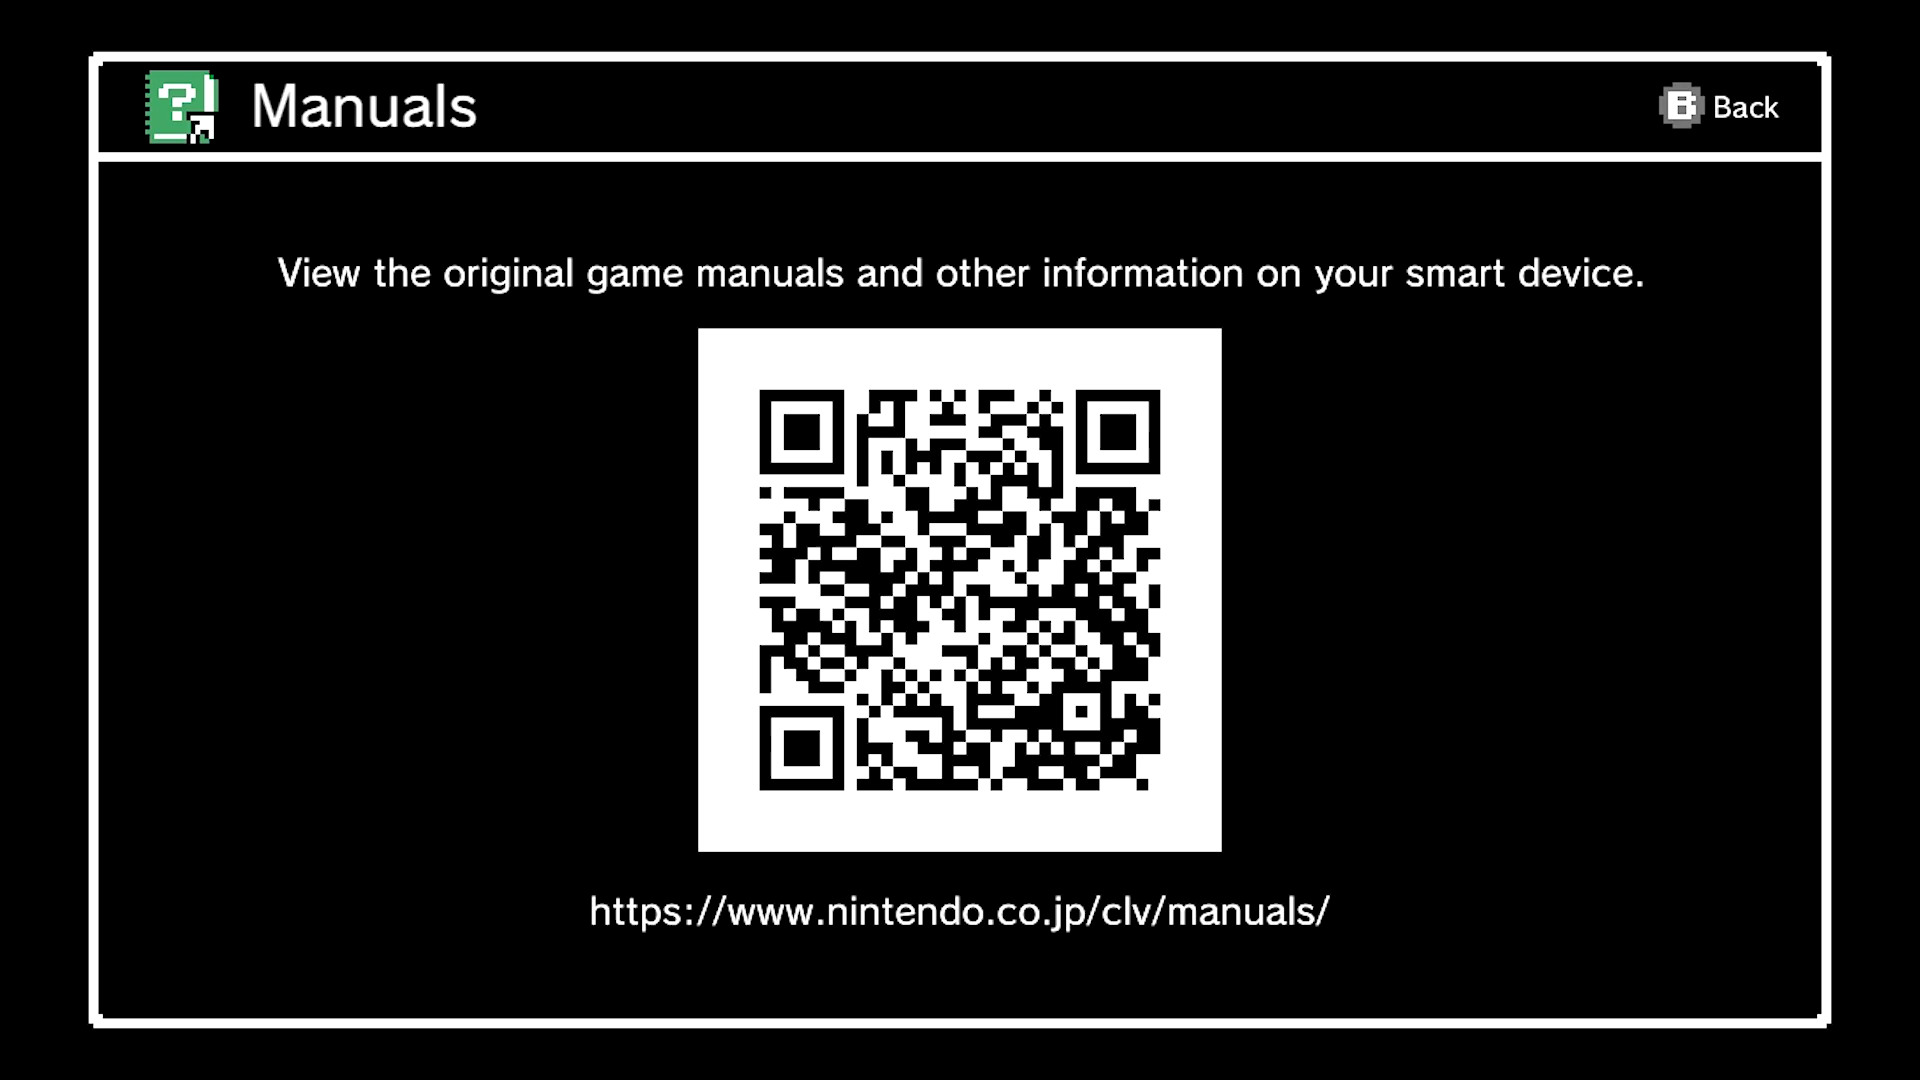 Manuals
B Back
View the original game manuals and other information on your smart device.
https://www.nintendo.co.jp/clv/manuals/